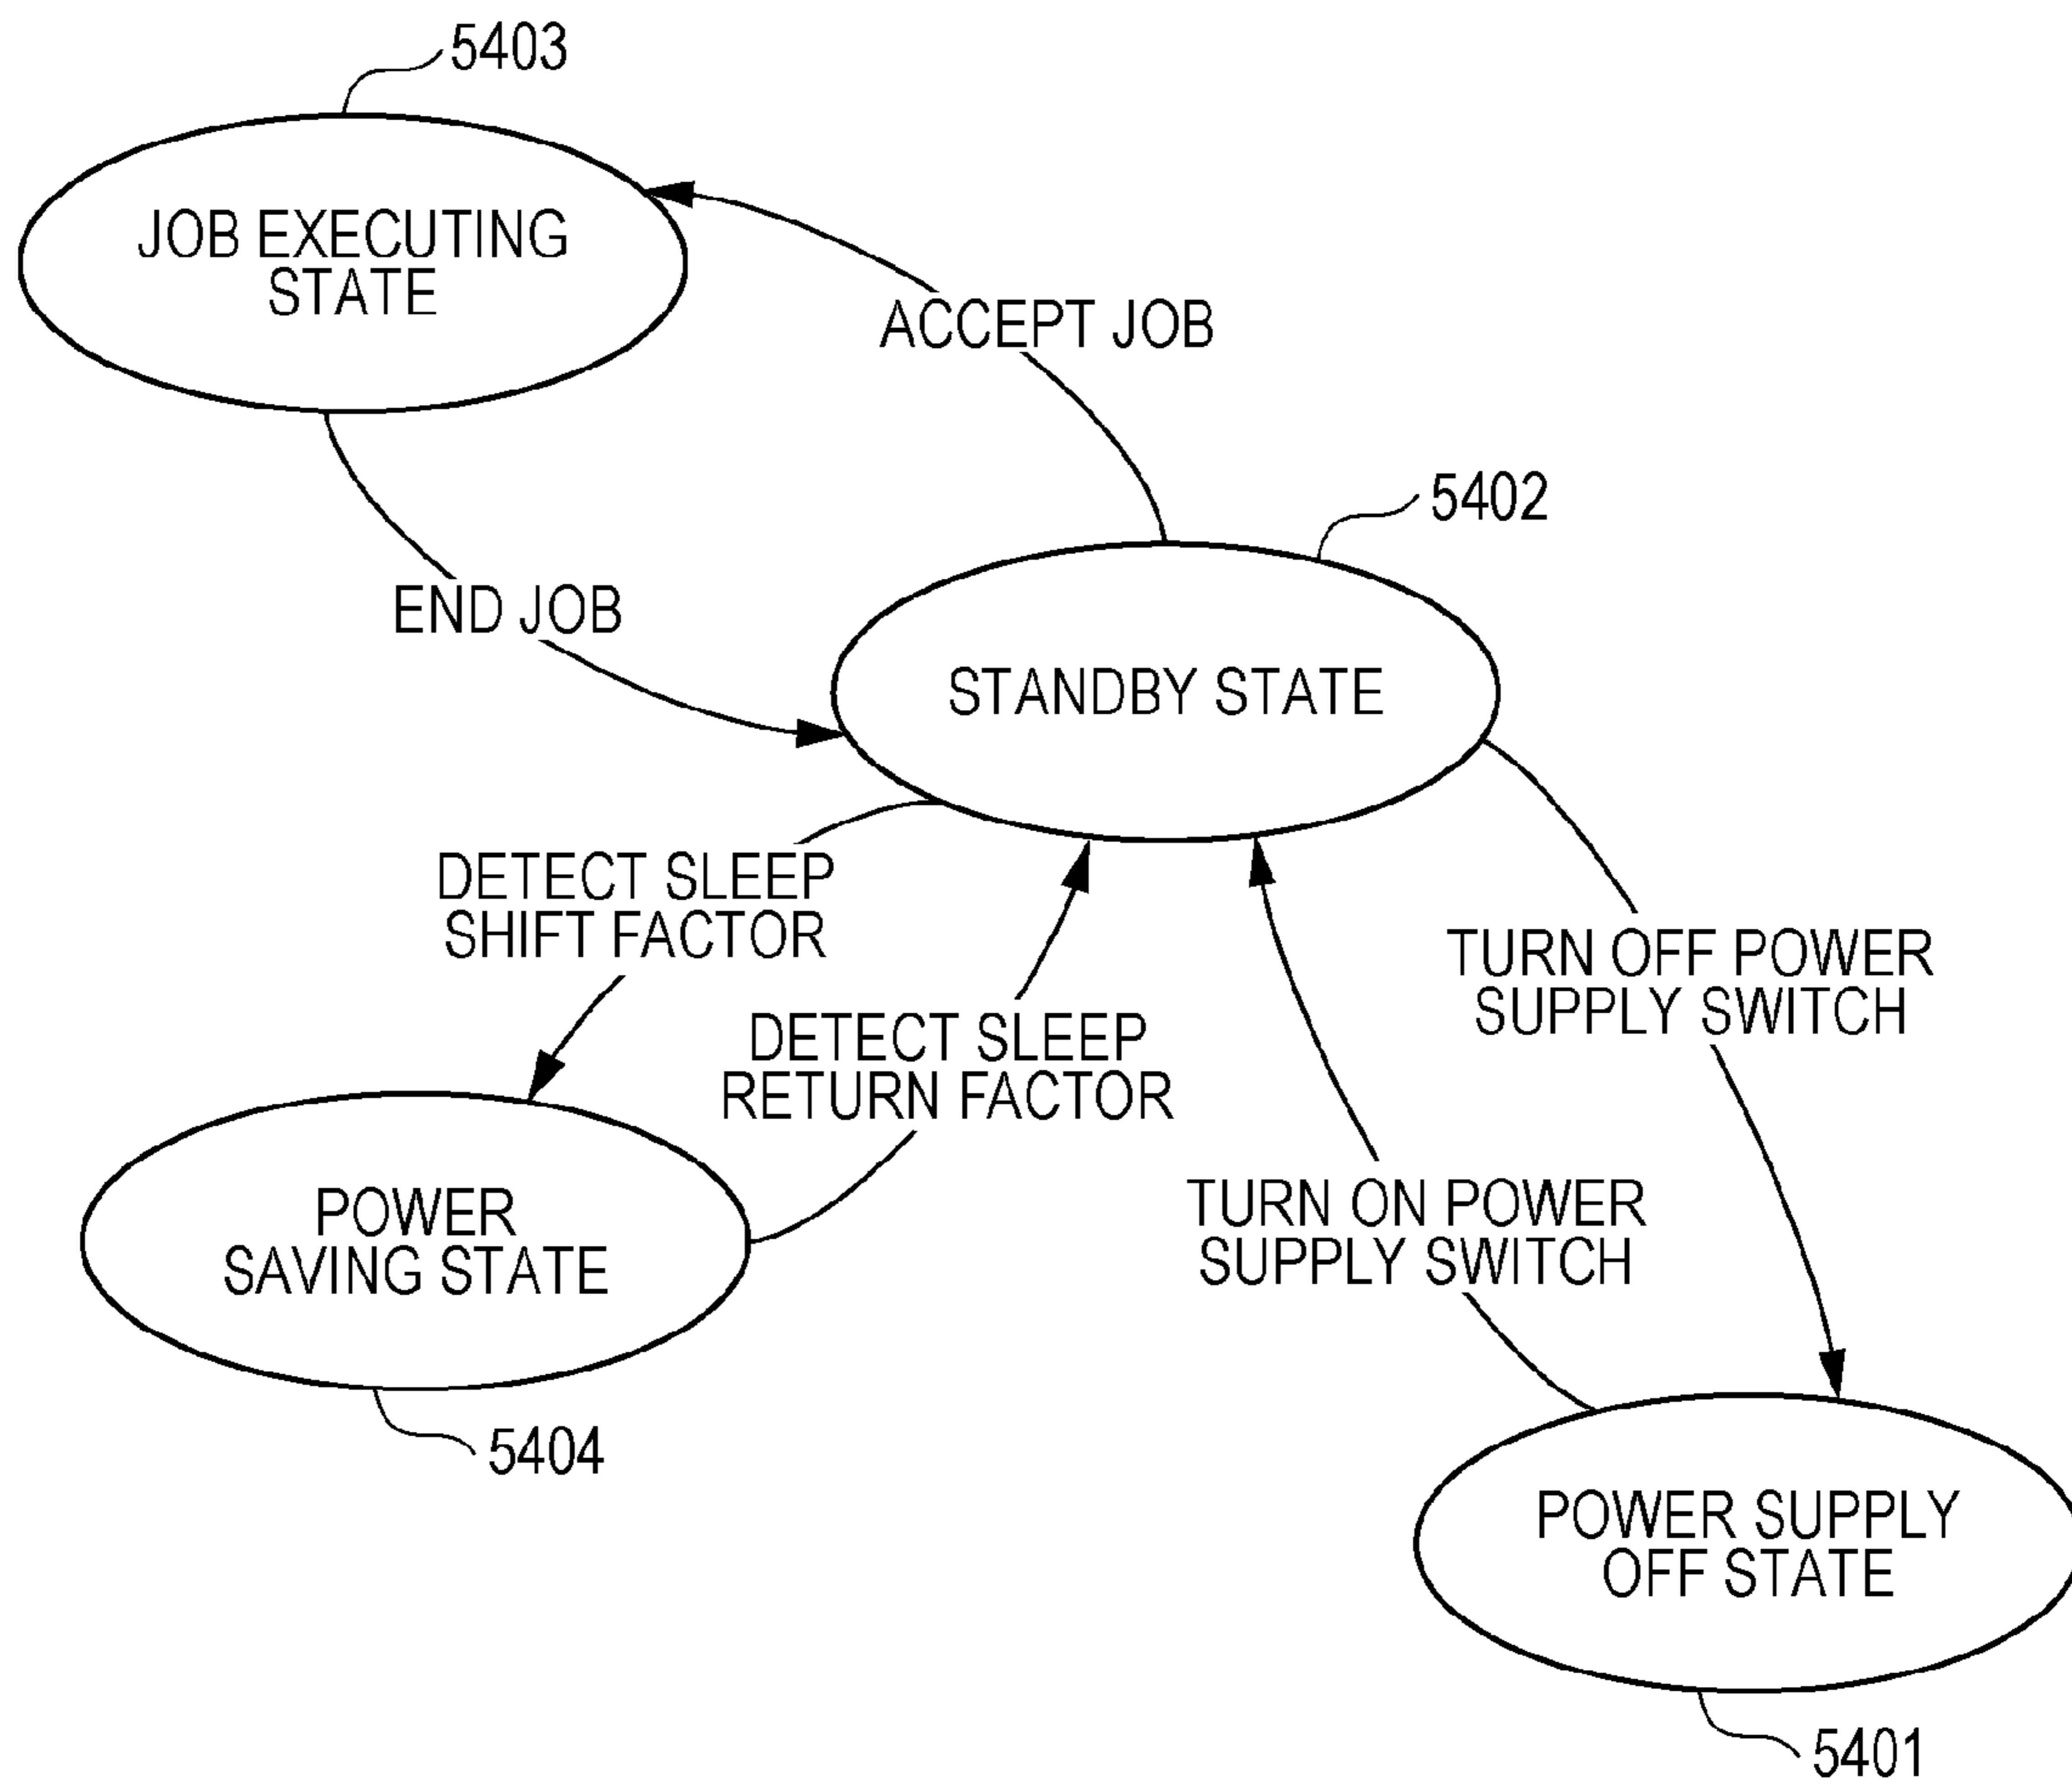 5403
JOB EXECUTING
STATE
ACCEPT JOB
5402
END JOB
STANDBY STATE
DETECT SLEEP
SHIFT FACTOR
TURN OFF POWER
SUPPLY SWITCH
DETECT SLEEP
RETURN FACTOR
TURN ON POWER
SUPPLY SWITCH
POWER
SAVING STATE
5404
POWER SUPPLY
OFF STATE
5401